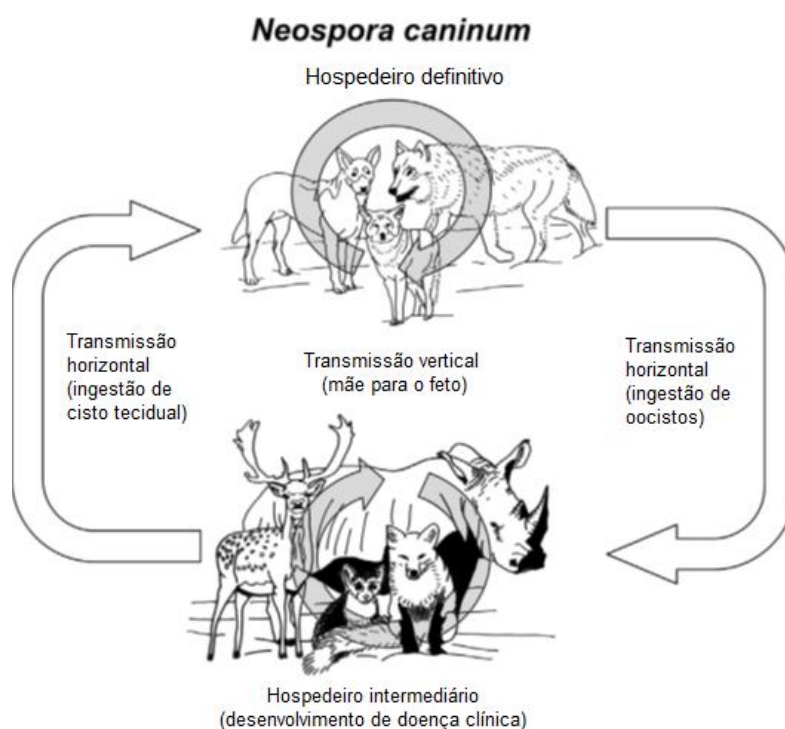 Neospora caninum
Hospedeiro definitivo
Transmissão
horizontal
(ingestão de
cisto tecidual)
Transmissão vertical
(mãe para o feto)
Transmissão
horizontal
(ingestão de
oocistos)
Hospedeiro intermediário
(desenvolvimento de doença clínica)